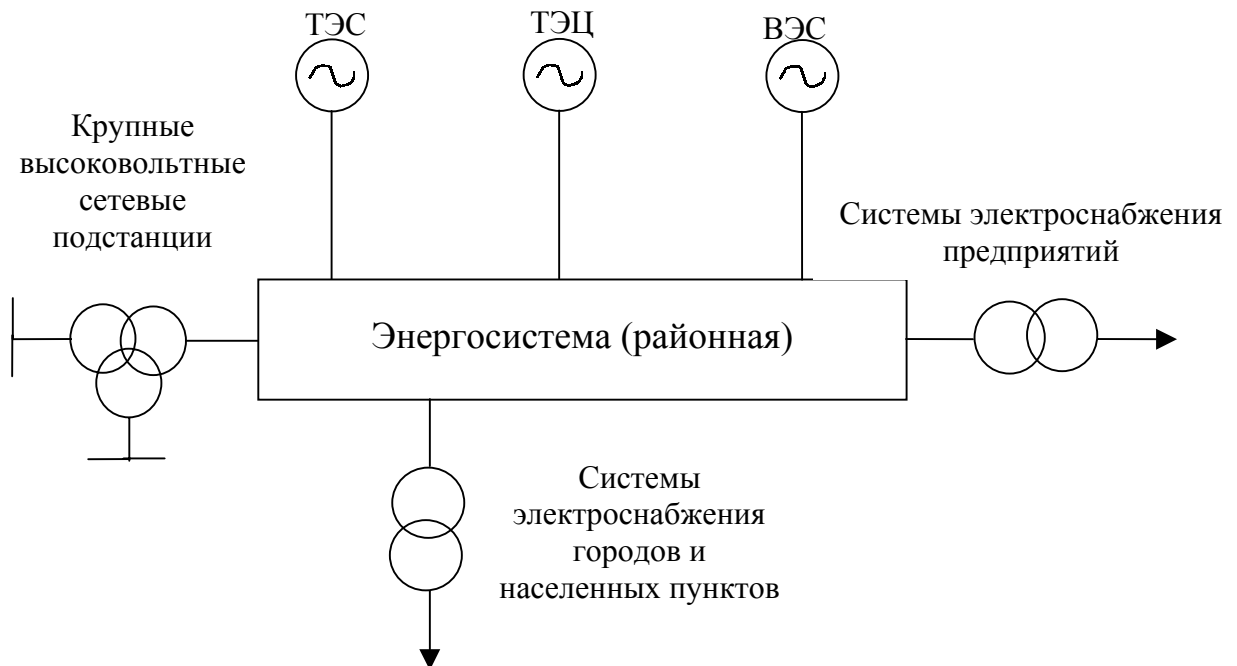 ТЭС
ТЭЦ
ВЭС
Крупные
высоковольтные
сетевые
подстанции
Системы электроснабжения
предприятий
Энергосистема (районная)
Системы
электроснабжения
городов и
населенных пунктов